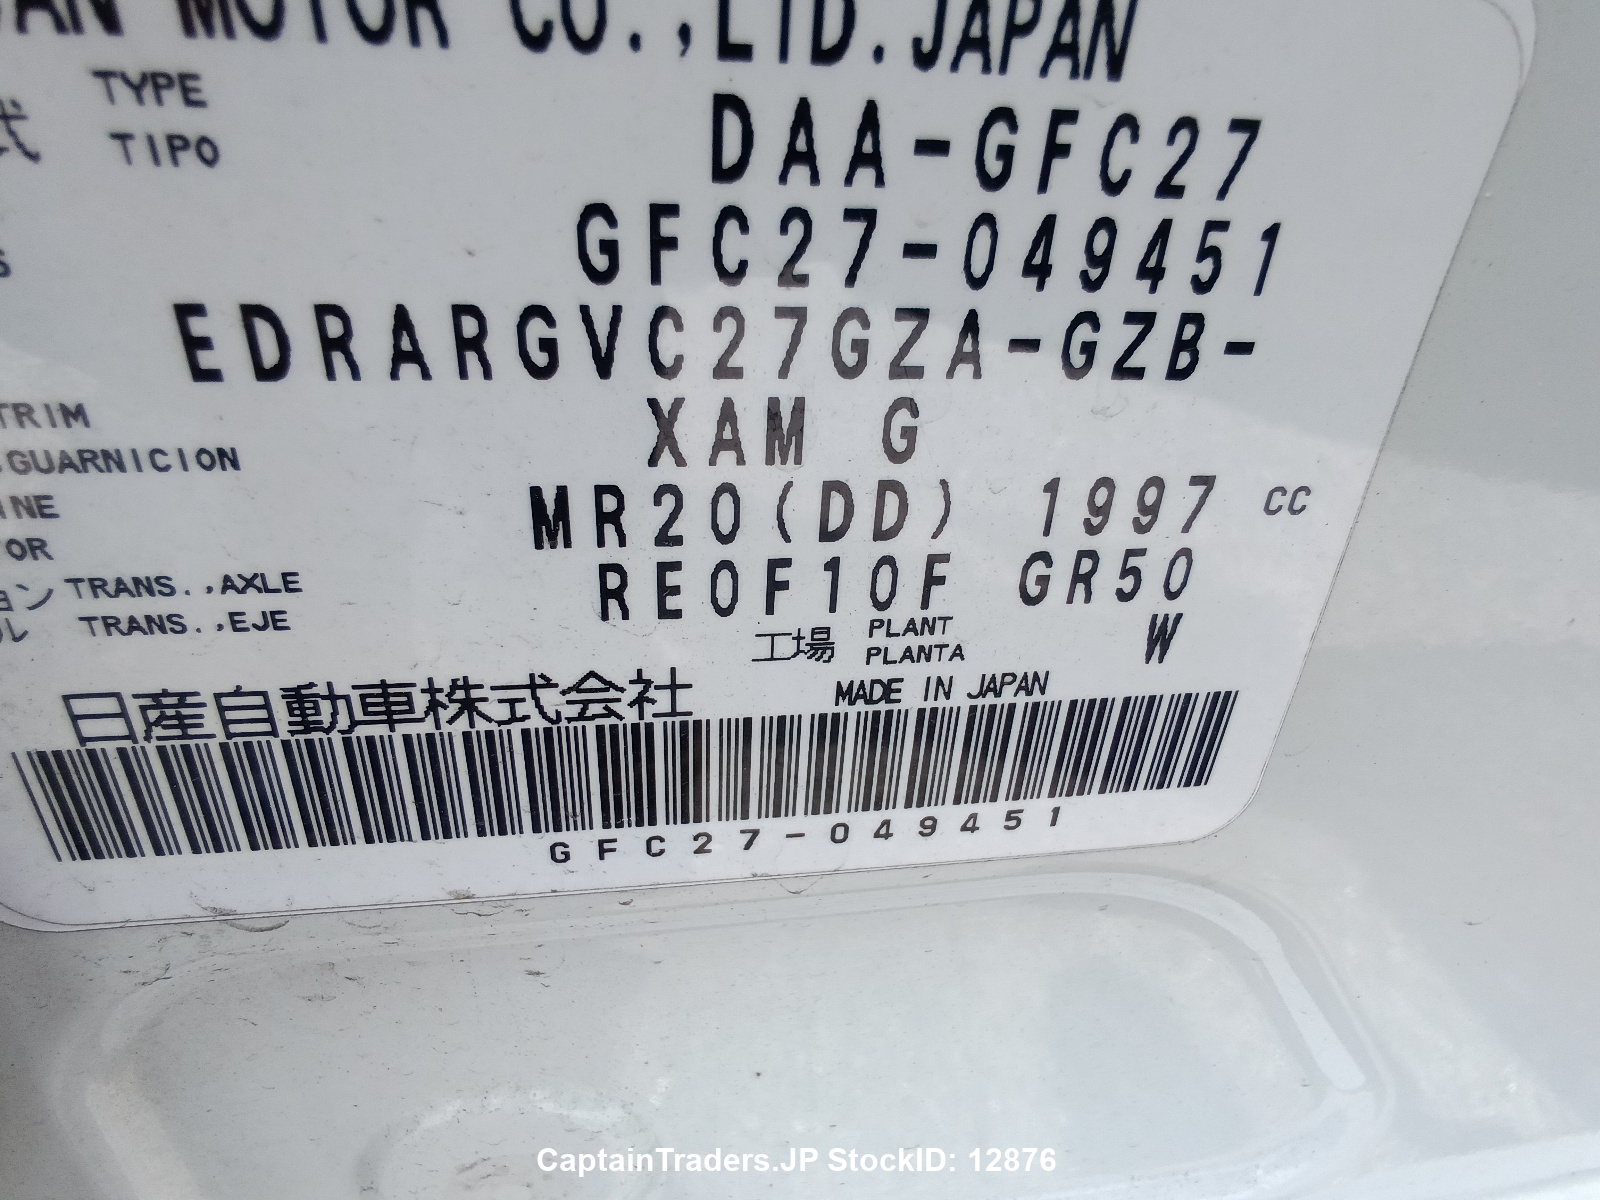 AN MOTOR CO.,LTD.JAPAN
式 TYPE DAA-GFC27
TIPO
S GFC27-049451
EDRARGVC27GZA-GZB-
TRIM XAM G
GUARNICION
INE MR20(DD) 1997 CC
OR
ョン TRANS.,AXLE RE0F10F GR50
ル TRANS.,EJE
工場 PLANT W
PLANTA
日産自動車株式会社 MADE IN JAPAN
GFC27-049451
CaptainTraders.JP StockID: 12876